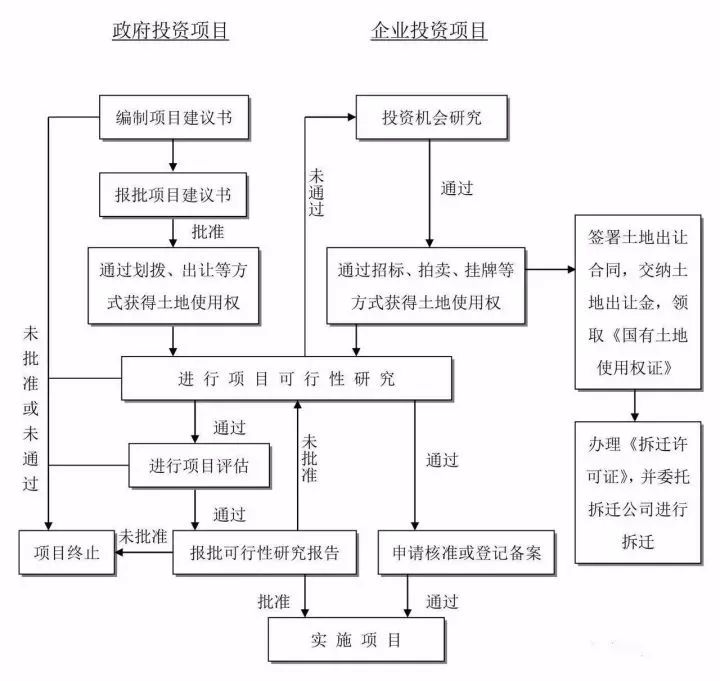 政府投资项目
企业投资项目
编制项目建议书
投资机会研究
报批项目建议书
未通过
通过
批准
通过划拨、出让等方
式获得土地使用权
通过招标、拍卖、挂牌等
方式获得土地使用权
签署土地出让
合同，交纳土
地出让金，领
取《国有土地
使用权证》
未批准或未通过
进行项目可行性研究
通过
未批准
通过
办理《拆迁许
可证》，并委托
拆迁公司进行
拆迁
进行项目评估
通过
项目终止
未批准
报批可行性研究报告
申请核准或登记备案
批准
通过
实施项目